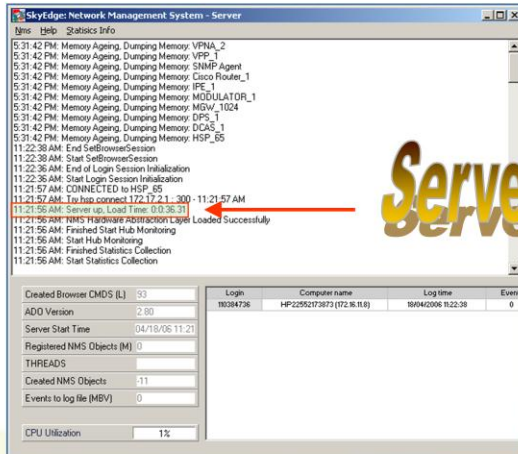 SkyEdge: Network Management System - Server
Nms Help Statisics Info
5:31:42 PM: Memory Ageing, Dumping Memory: VPNA_2
5:31:42 PM: Memory Ageing, Dumping Memory: VPP_1
5:31:42 PM: Memory Ageing, Dumping Memory: SNMP Agent
5:31:42 PM: Memory Ageing, Dumping Memory: Cisco Router_1
5:31:42 PM: Memory Ageing, Dumping Memory: IPE_1
5:31:42 PM: Memory Ageing, Dumping Memory: MODULATOR_1
5:31:42 PM: Memory Ageing, Dumping Memory: MGW_1024
5:31:42 PM: Memory Ageing, Dumping Memory: DPS_1
5:31:42 PM: Memory Ageing, Dumping Memory: DCAS_1
5:31:42 PM: Memory Ageing, Dumping Memory: HSP_65
11:22:38 AM: End SetBrowserSession
11:22:38 AM: Start SetBrowserSession
11:22:36 AM: End of Login Session Initialization
11:22:36 AM: Start Login Session Initialization
11:21:57 AM: CONNECTED to HSP_65
11:21:57 AM: Try hsp connect 172.17.2.1 : 300 - 11:21:57 AM
11:21:56 AM: Server up, Load Time: 0:0:36.31
11:21:56 AM: NMS Hardware Abstraction Layer Loaded Successfully
11:21:56 AM: Finished Start Hub Monitoring
11:21:56 AM: Start Hub Monitoring
11:21:56 AM: Finished Statistics Collection
11:21:56 AM: Start Statistics Collection
Serve
Created Browser CMDS (L) 93
ADO Version 2.80
Server Start Time 04/18/06 11:21
Registered NMS Objects (M) 0
THREADS
Created NMS Objects -11
Events to log file (MBV) 0
CPU Utilization 1%
Login Computer name Log time Even
110384736 HP22552173873 (172.16.11.8) 18/04/2006 11:22:38 0